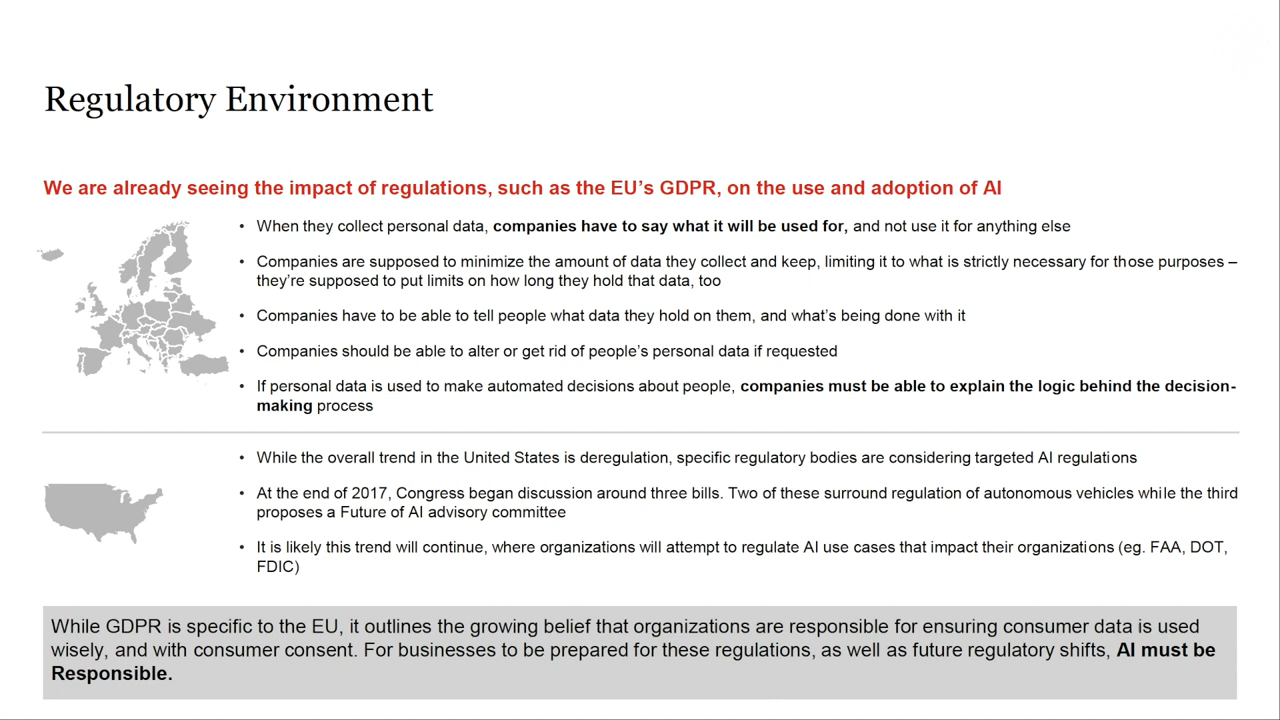 Regulatory Environment
We are already seeing the impact of regulations, such as the EU’s GDPR, on the use and adoption of AI
• When they collect personal data, companies have to say what it will be used for, and not use it for anything else
• Companies are supposed to minimize the amount of data they collect and keep, limiting it to what is strictly necessary for those purposes –
they’re supposed to put limits on how long they hold that data, too
• Companies have to be able to tell people what data they hold on them, and what’s being done with it
• Companies should be able to alter or get rid of people’s personal data if requested
• If personal data is used to make automated decisions about people, companies must be able to explain the logic behind the decision-
making process
• While the overall trend in the United States is deregulation, specific regulatory bodies are considering targeted AI regulations
• At the end of 2017, Congress began discussion around three bills. Two of these surround regulation of autonomous vehicles while the third
proposes a Future of AI advisory committee
• It is likely this trend will continue, where organizations will attempt to regulate AI use cases that impact their organizations (eg. FAA, DOT,
FDIC)
While GDPR is specific to the EU, it outlines the growing belief that organizations are responsible for ensuring consumer data is used
wisely, and with consumer consent. For businesses to be prepared for these regulations, as well as future regulatory shifts, AI must be
Responsible.